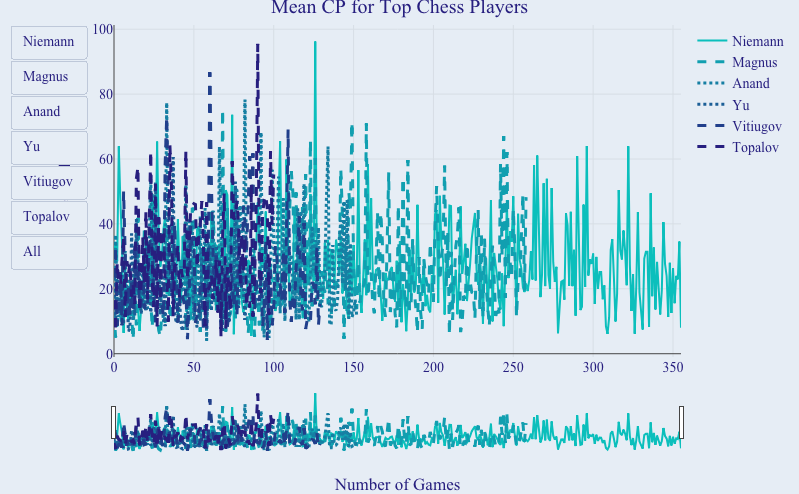 Mean CP for Top Chess Players
Niemann
Magnus
Anand
Yu
Vitiugov
Topalov
All
100
80
60
40
20
0
0
50
100
150
200
250
300
350
Niemann
Magnus
Anand
Yu
Vitiugov
Topalov
Number of Games